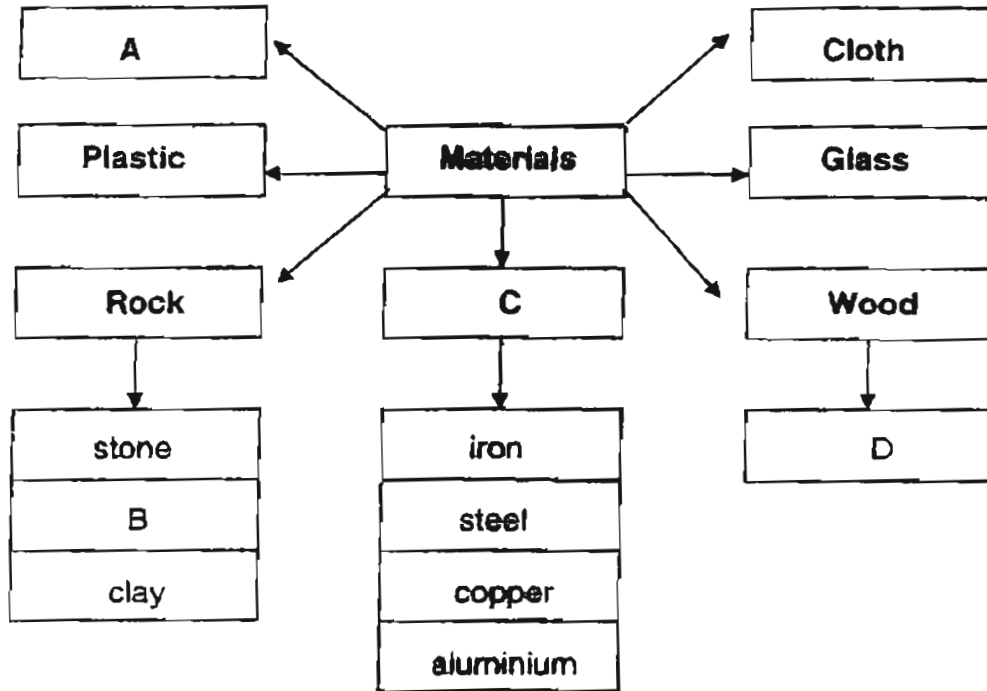 A
Cloth
Plastic
Materials
Glass
Rock
C
Wood
stone
iron
D
B
steel
clay
copper
aluminium